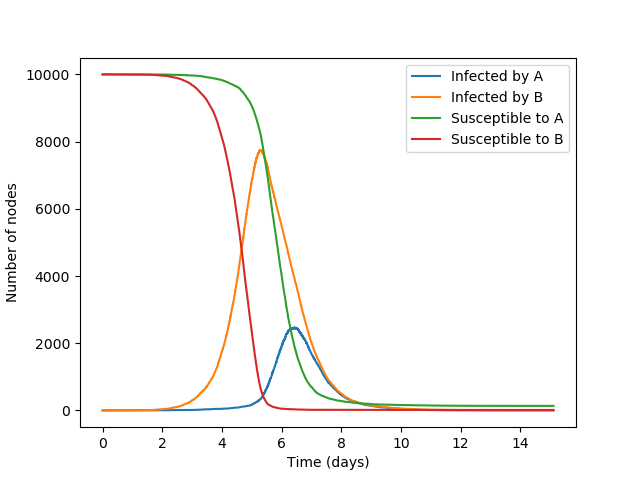 10000
8000
6000
4000
2000
0
Number of nodes
Infected by A
Infected by B
Susceptible to A
Susceptible to B
0 2 4 6 8 10 12 14
Time (days)